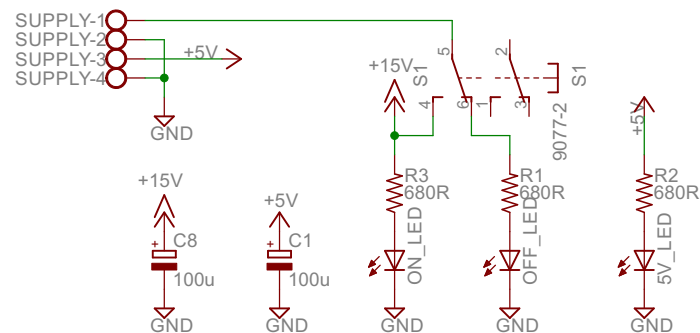 SUPPLY-1
SUPPLY-2
SUPPLY-3
SUPPLY-4
+5V
GND
+15V
S1
5
2
4
6
1
3
S1
9077-2
+5V
R3
680R
R1
680R
R2
680R
+15V
+5V
C8
100u
C1
100u
ON_LED
OFF_LED
5V_LED
GND
GND
GND
GND
GND